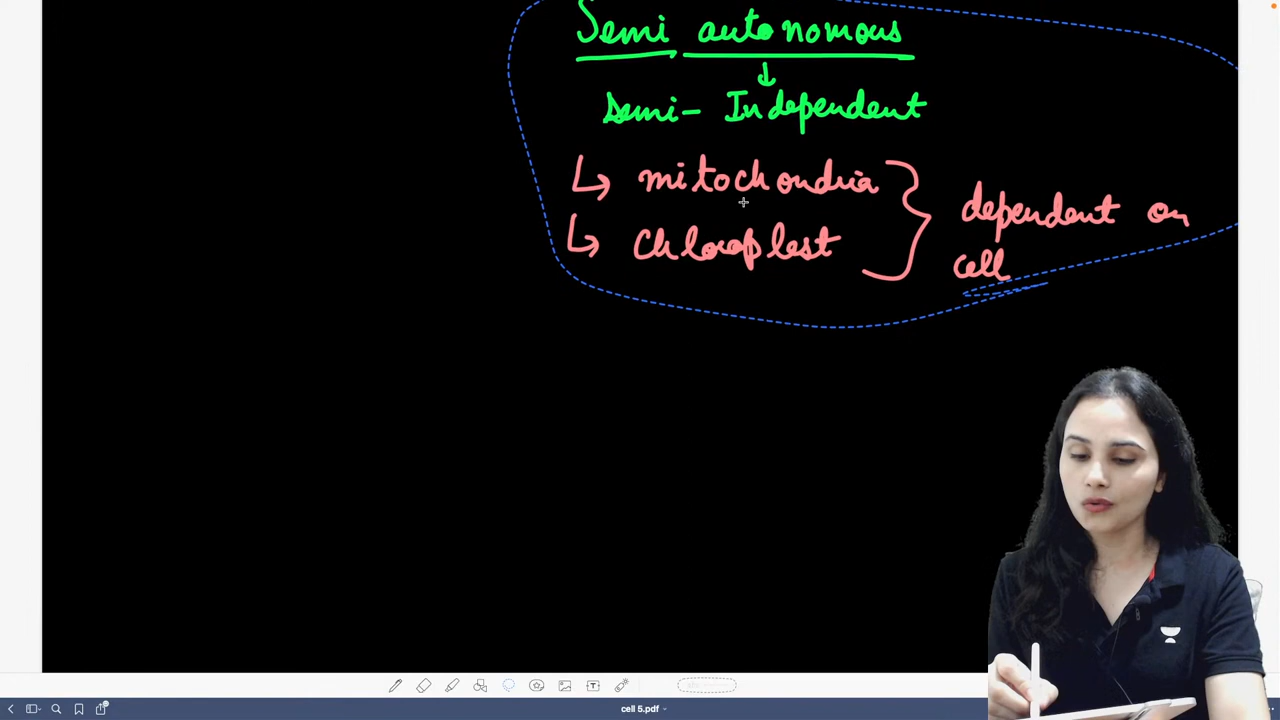 Semi autonomous
↓
Semi- Independent
↳ mitochondria
↳ chloroplast
dependent on
cell
cell 5.pdf